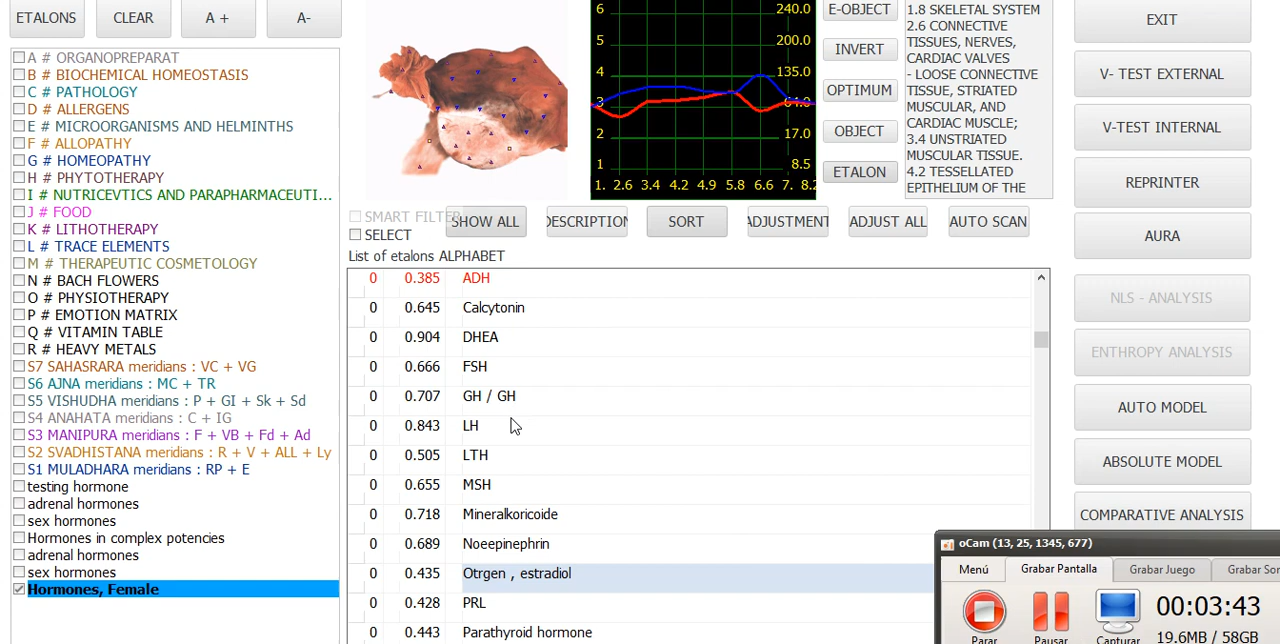 ETALONS
CLEAR
A +
A-
A # ORGANOPREPARAT
B # BIOCHEMICAL HOMEOSTASIS
C # PATHOLOGY
D # ALLERGENS
E # MICROORGANISMS AND HELMINTHS
F # ALLOPATHY
G # HOMEOPATHY
H # PHYTOTHERAPY
I # NUTRICEVTICS AND PARAPHARMACEUTI...
J # FOOD
K # LITHOTHERAPY
L # TRACE ELEMENTS
M # THERAPEUTIC COSMETOLOGY
N # BACH FLOWERS
O # PHYSIOTHERAPY
P # EMOTION MATRIX
Q # VITAMIN TABLE
R # HEAVY METALS
S7 SAHASRARA meridians : VC + VG
S6 AJNA meridians : MC + TR
S5 VISHUDHA meridians : P + GI + Sk + Sd
S4 ANAHATA meridians : C + IG
S3 MANIPURA meridians : F + VB + Fd + Ad
S2 SVADHISTANA meridians : R + V + ALL + Ly
S1 MULADHARA meridians : RP + E
testing hormone
adrenal hormones
sex hormones
Hormones in complex potencies
adrenal hormones
sex hormones
Hormones, Female
6 240.0
5 200.0
4 135.0
3
2 17.0
1 8.5
1. 2.6 3.4 4.2 4.9 5.8 6.6 7. 8.2
E-OBJECT
INVERT
OPTIMUM
OBJECT
ETALON
1.8 SKELETAL SYSTEM
2.6 CONNECTIVE
TISSUES, NERVES,
CARDIAC VALVES
- LOOSE CONNECTIVE
TISSUE, STRIATED
MUSCULAR, AND
CARDIAC MUSCLE;
3.4 UNSTRIATED
MUSCULAR TISSUE.
4.2 TESSELLATED
EPITHELIUM OF THE
SMART FILTER
SELECT
SHOW ALL
DESCRIPTION
SORT
ADJUSTMENT
ADJUST ALL
AUTO SCAN
List of etalons ALPHABET
0 0.385 ADH
0 0.645 Calcytonin
0 0.904 DHEA
0 0.666 FSH
0 0.707 GH / GH
0 0.843 LH
0 0.505 LTH
0 0.655 MSH
0 0.718 Mineralkoricoide
0 0.689 Noeepinephrin
0 0.435 Otrgen , estradiol
0 0.428 PRL
0 0.443 Parathyroid hormone
EXIT
V- TEST EXTERNAL
V-TEST INTERNAL
REPRINTER
AURA
NLS - ANALYSIS
ENTHROPY ANALYSIS
AUTO MODEL
ABSOLUTE MODEL
COMPARATIVE ANALYSIS
oCam (13, 25, 1345, 677)
Menú
Grabar Pantalla
Grabar Juego
Grabar Son
Parar
Pausar
Capturar
00:03:43
19.6MB / 58GB